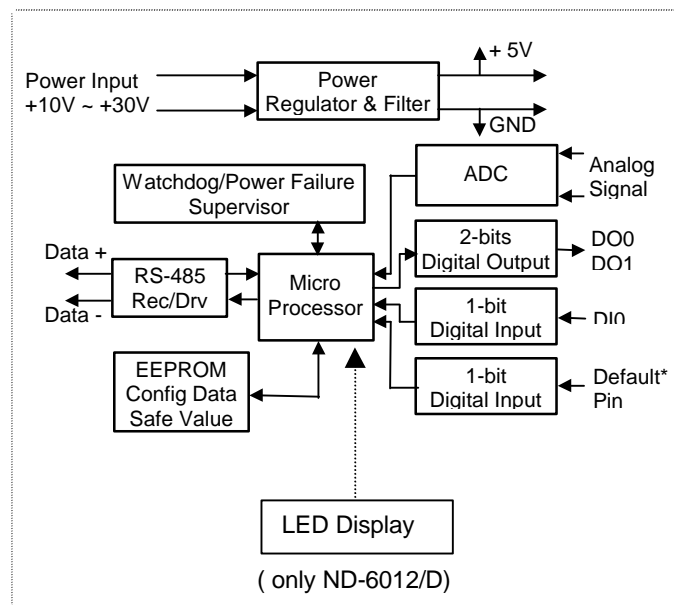 + 5V
Power Input
+10V ~ +30V
Power
Regulator & Filter
GND
ADC
Analog
Signal
Watchdog/Power Failure
Supervisor
2-bits
Digital Output
DO0
DO1
Data +
Data -
RS-485
Rec/Drv
Micro
Processor
1-bit
Digital Input
DI0
EEPROM
Config Data
Safe Value
1-bit
Digital Input
Default*
Pin
LED Display
( only ND-6012/D)